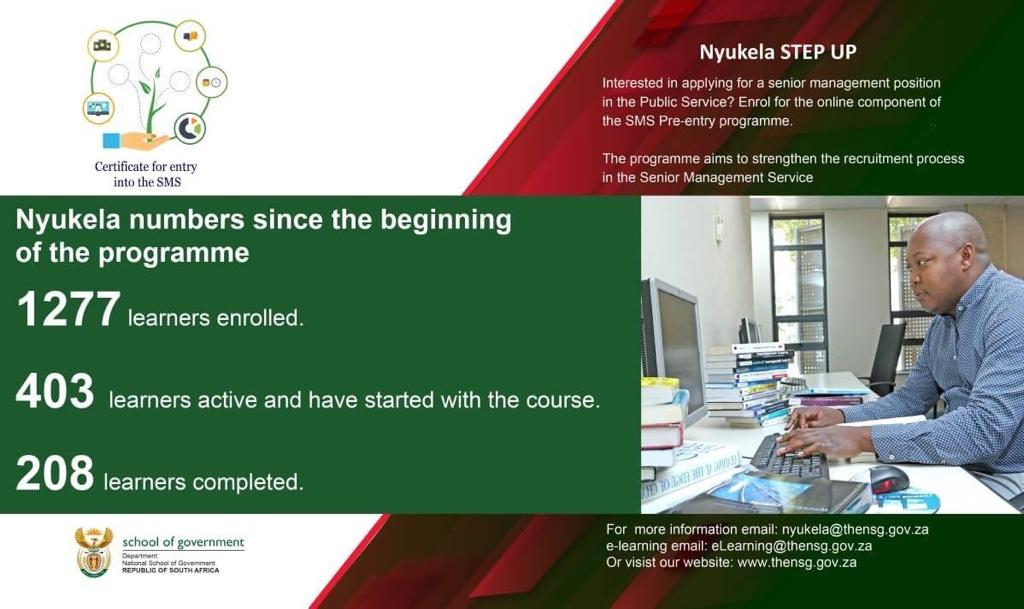 Certificate for entry
into the SMS
Nyukela STEP UP
Interested in applying for a senior management position
in the Public Service? Enrol for the online component of
the SMS Pre-entry programme.
The programme aims to strengthen the recruitment process
in the Senior Management Service
Nyukela numbers since the beginning
of the programme
1277 learners enrolled.
403 learners active and have started with the course.
208 learners completed.
school of government
Department:
National School of Government
REPUBLIC OF SOUTH AFRICA
For more information email: nyukela@thensg.gov.za
e-learning email: eLearning@thensg.gov.za
Or visist our website: www.thensg.gov.za